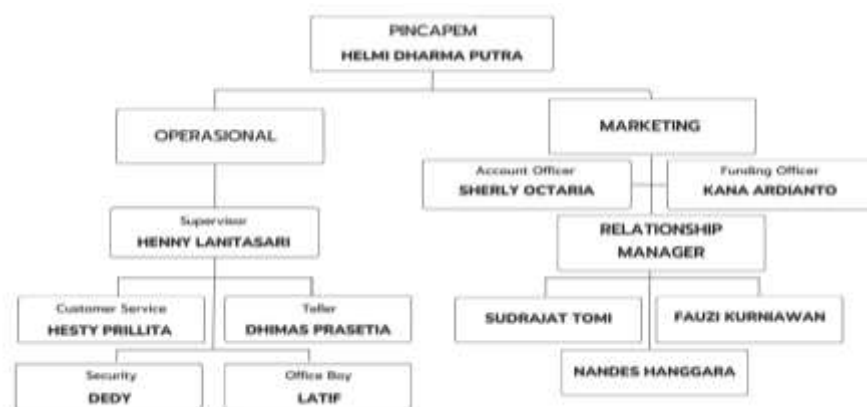 PINCAPEM
HELMI DHARMA PUTRA
OPERASIONAL
MARKETING
Account Officer
SHERLY OCTARIA
Funding Officer
KANA ARDIANTO
Supervisor
HENNY LANITASARI
RELATIONSHIP
MANAGER
Customer Service
HESTY PRILLITA
Teller
DHIMAS PRASETIA
SUDRAJAT TOMI
FAUZI KURNIAWAN
Security
DEDY
Office Boy
LATIF
NANDES HANGGARA